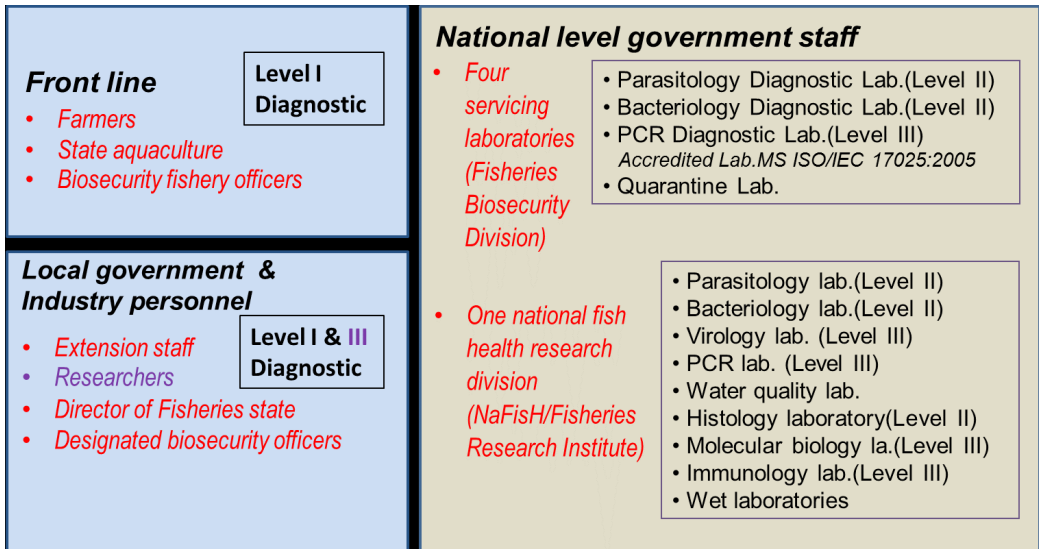 Front line
Level I
Diagnostic
• Farmers
• State aquaculture
• Biosecurity fishery officers
Local government &
Industry personnel
Level I & III
Diagnostic
• Extension staff
• Researchers
• Director of Fisheries state
• Designated biosecurity officers
National level government staff
• Four
servicing
laboratories
(Fisheries
Biosecurity
Division)
• Parasitology Diagnostic Lab.(Level II)
• Bacteriology Diagnostic Lab.(Level II)
• PCR Diagnostic Lab.(Level III)
Accredited Lab.MS ISO/IEC 17025:2005
• Quarantine Lab.
• One national fish
health research
division
(NaFisH/Fisheries
Research Institute)
• Parasitology lab.(Level II)
• Bacteriology lab.(Level II)
• Virology lab. (Level III)
• PCR lab. (Level III)
• Water quality lab.
• Histology laboratory(Level II)
• Molecular biology la.(Level III)
• Immunology lab.(Level III)
• Wet laboratories